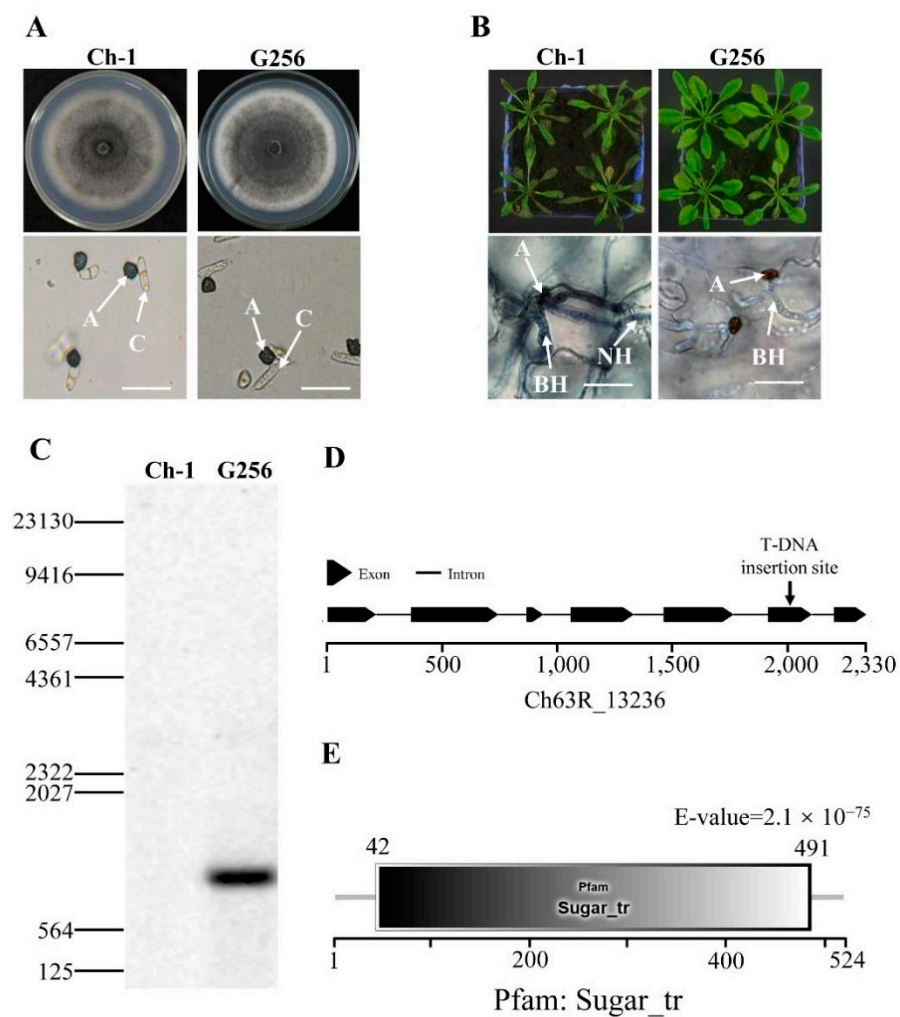 A
Ch-1 G256
A C
A C
B
Ch-1 G256
A
BH NH
A
BH
C
Ch-1 G256
23130
9416
6557
4361
2322
2027
564
125
D
T-DNA
insertion site
Exon Intron
1 500 1,000 1,500 2,000 2,330
Ch63R_13236
E
E-value=2.1 × 10⁻⁷⁵
42 491
Pfam
Sugar_tr
1 200 400 524
Pfam: Sugar_tr